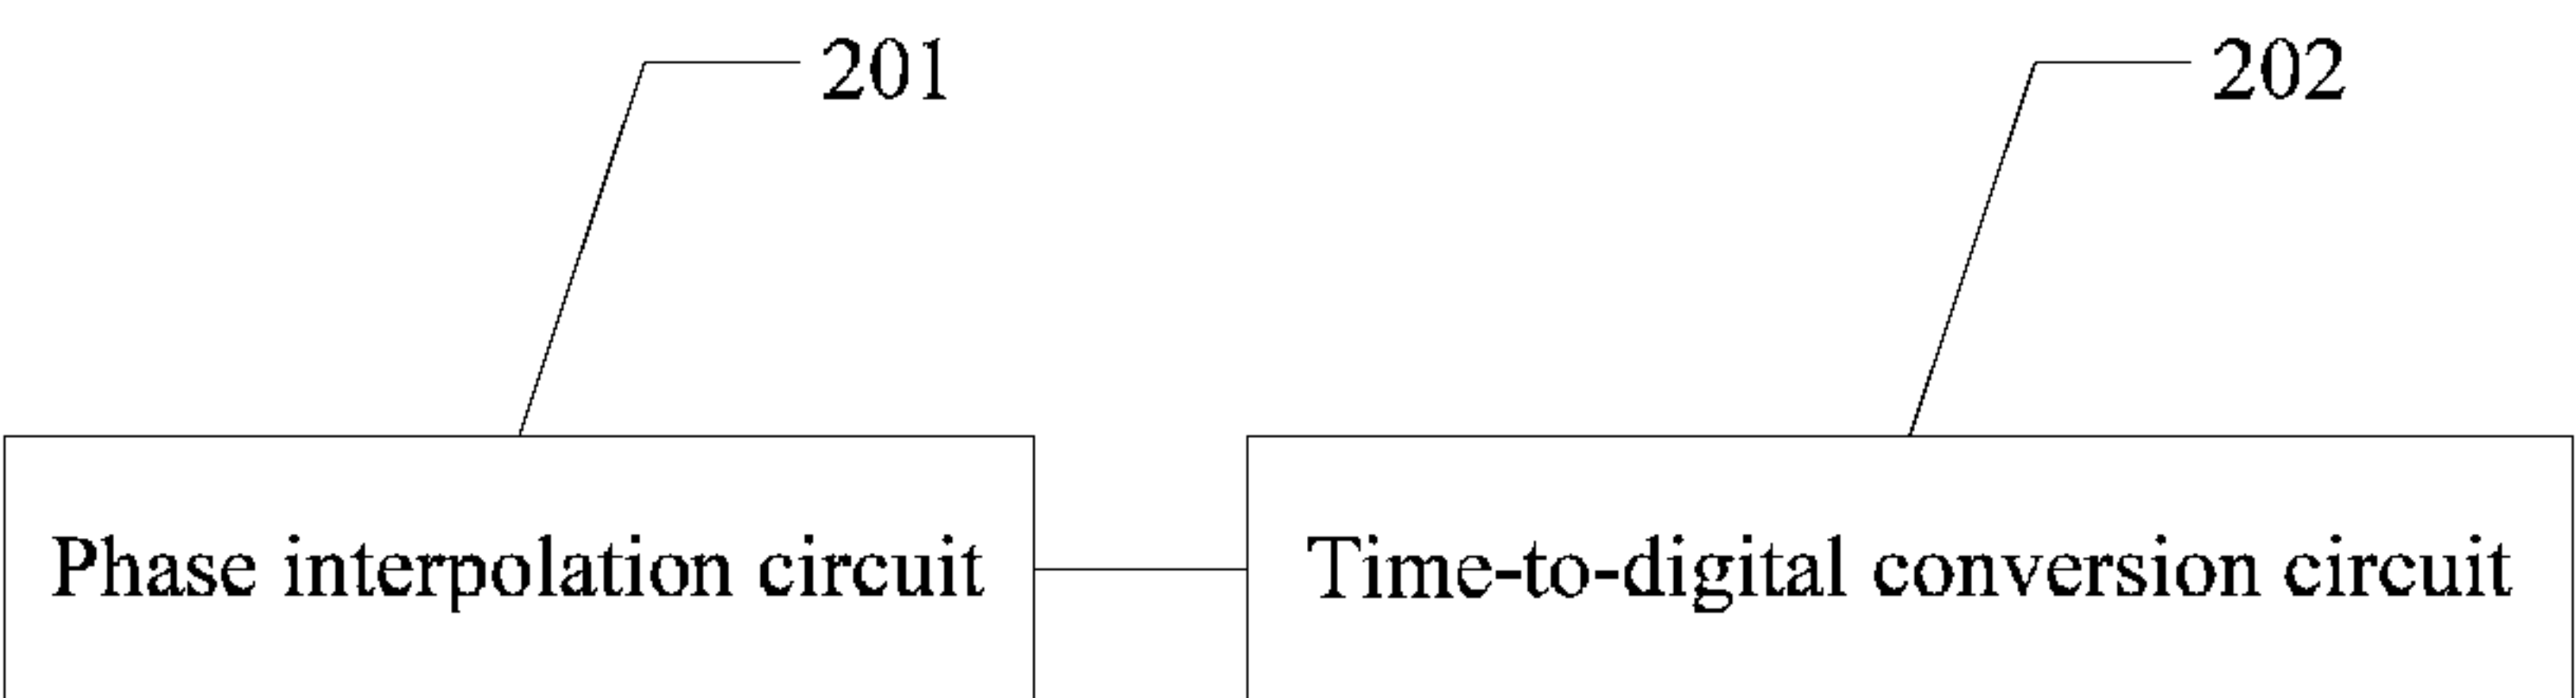 201
202
Phase interpolation circuit
Time-to-digital conversion circuit